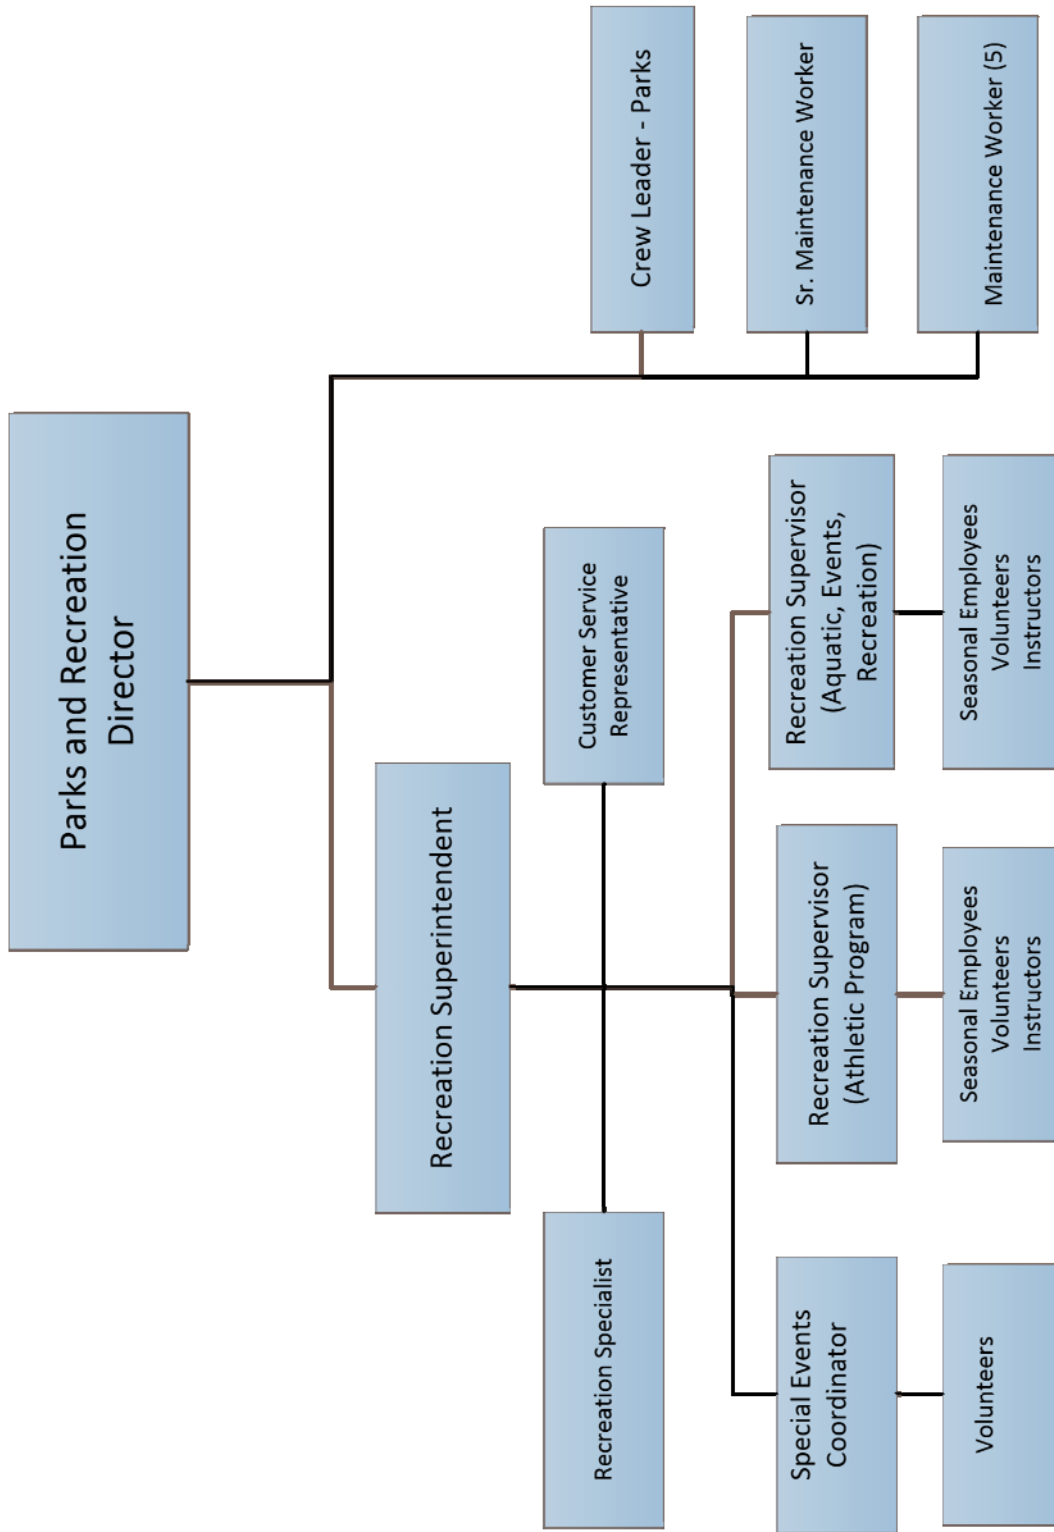 Parks and Recreation
Director
Recreation Superintendent
Crew Leader - Parks
Recreation Specialist
Customer Service
Representative
Sr. Maintenance Worker
Special Events
Coordinator
Recreation Supervisor
(Athletic Program)
Recreation Supervisor
(Aquatic, Events,
Recreation)
Maintenance Worker (5)
Volunteers
Seasonal Employees
Volunteers
Instructors
Seasonal Employees
Volunteers
Instructors